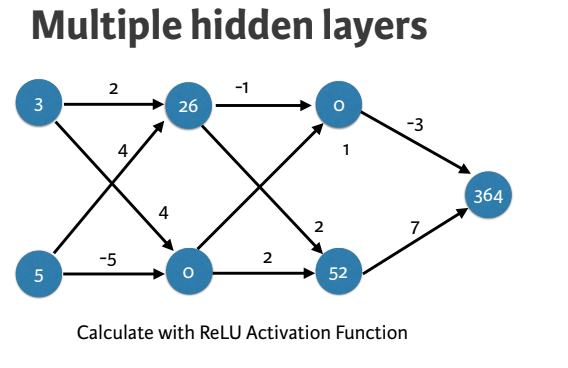 Multiple hidden layers
3 2 26 -1 0
-3
4 1
364
4 2 7
5 -5 0 2 52
Calculate with ReLU Activation Function